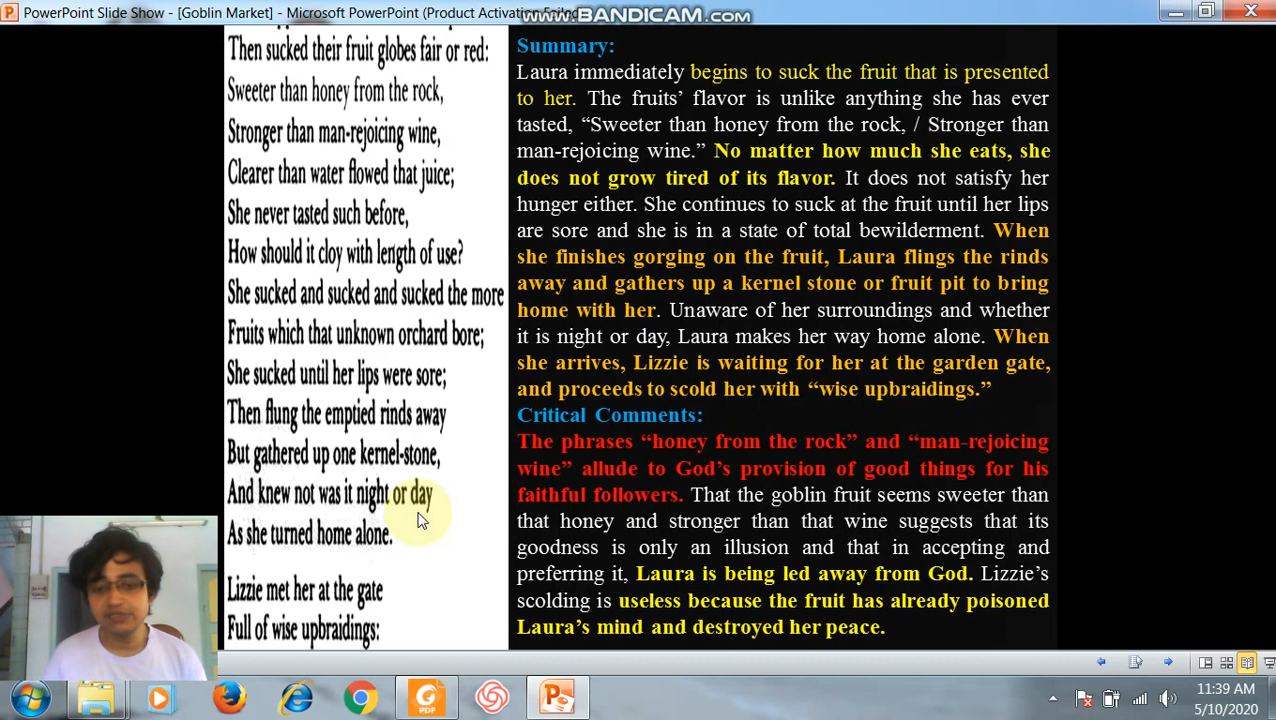 PowerPoint Slide Show - [Goblin Market] - Microsoft PowerPoint (Product Activation Failed)
www.BANDICAM.com
Then sucked their fruit globes fair or red:
Sweeter than honey from the rock,
Stronger than man-rejoicing wine,
Clearer than water flowed that juice;
She never tasted such before,
How should it cloy with length of use?
She sucked and sucked and sucked the more
Fruits which that unknown orchard bore;
She sucked until her lips were sore;
Then flung the emptied rinds away
But gathered up one kernel-stone,
And knew not was it night or day
As she turned home alone.
Lizzie met her at the gate
Full of wise upbraidings:
Summary:
Laura immediately begins to suck the fruit that is presented
to her. The fruits’ flavor is unlike anything she has ever
tasted, “Sweeter than honey from the rock, / Stronger than
man-rejoicing wine.” No matter how much she eats, she
does not grow tired of its flavor. It does not satisfy her
hunger either. She continues to suck at the fruit until her lips
are sore and she is in a state of total bewilderment. When
she finishes gorging on the fruit, Laura flings the rinds
away and gathers up a kernel stone or fruit pit to bring
home with her. Unaware of her surroundings and whether
it is night or day, Laura makes her way home alone. When
she arrives, Lizzie is waiting for her at the garden gate,
and proceeds to scold her with “wise upbraidings.”
Critical Comments:
The phrases “honey from the rock” and “man-rejoicing
wine” allude to God’s provision of good things for his
faithful followers. That the goblin fruit seems sweeter than
that honey and stronger than that wine suggests that its
goodness is only an illusion and that in accepting and
preferring it, Laura is being led away from God. Lizzie’s
scolding is useless because the fruit has already poisoned
Laura’s mind and destroyed her peace.
PDF
11:39 AM
5/10/2020